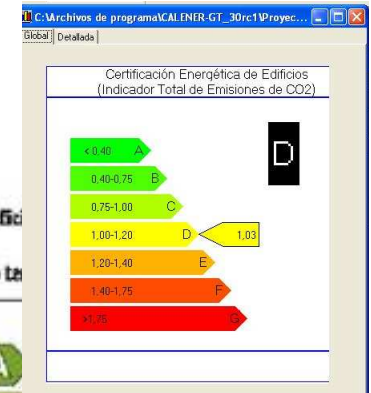 C:\Archivos de programa\CALENER-GT_30rc1\Proyec...
Global Detallada
Certificación Energética de Edificios
(Indicador Total de Emisiones de CO2)
D
< 0,40 A
0,40-0,75 B
0,75-1,00 C
1,00-1,20 D 1,03
1,20-1,40 E
1,40-1,75 F
>1,75 G